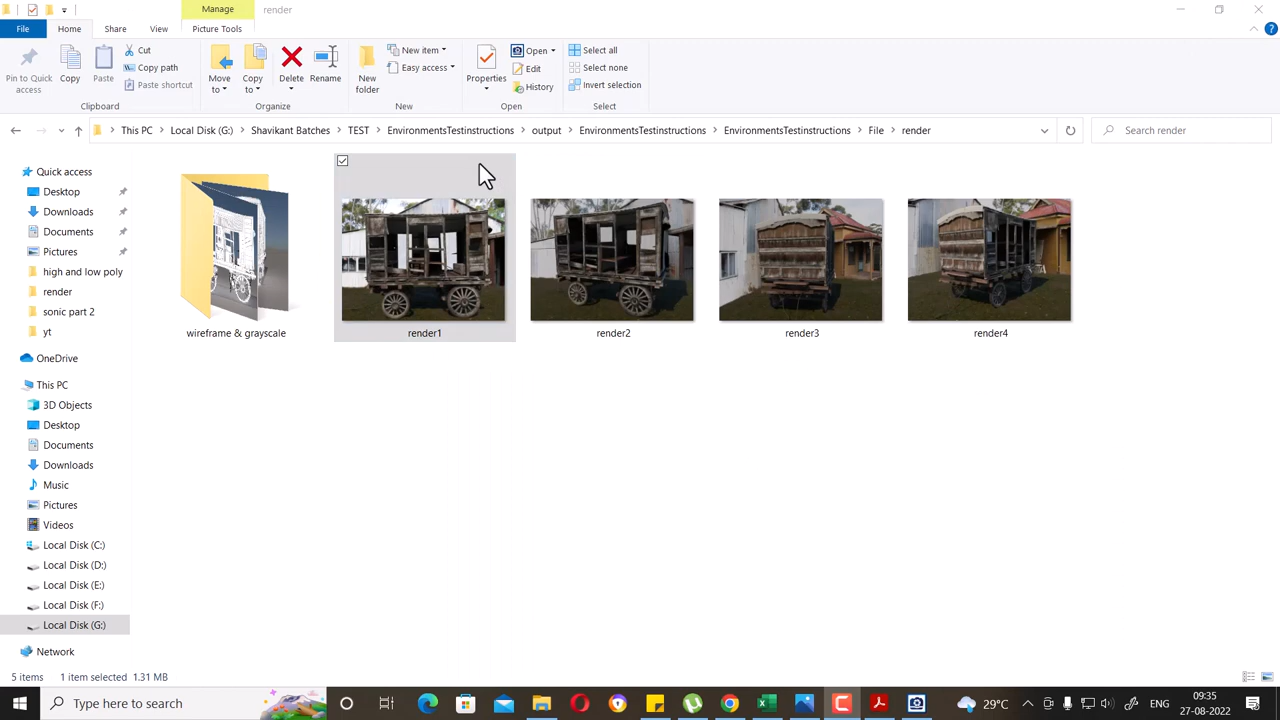 Manage
render
File
Home
Share
View
Picture Tools
Pin to Quick access
Copy
Paste
Cut
Copy path
Paste shortcut
Clipboard
Move to
Copy to
Delete
Rename
Organize
New folder
New item
Easy access
New
Properties
Open
Edit
History
Open
Select all
Select none
Invert selection
Select
This PC
Local Disk (G:)
Shavikant Batches
TEST
EnvironmentsTestinstructions
output
EnvironmentsTestinstructions
EnvironmentsTestinstructions
File
render
Search render
Quick access
Desktop
Downloads
Documents
Pictures
high and low poly
render
sonic part 2
yt
OneDrive
This PC
3D Objects
Desktop
Documents
Downloads
Music
Pictures
Videos
Local Disk (C:)
Local Disk (D:)
Local Disk (E:)
Local Disk (F:)
Local Disk (G:)
Network
wireframe & grayscale
render1
render2
render3
render4
5 items
1 item selected 1.31 MB
Type here to search
29°C
ENG
09:35
27-08-2022